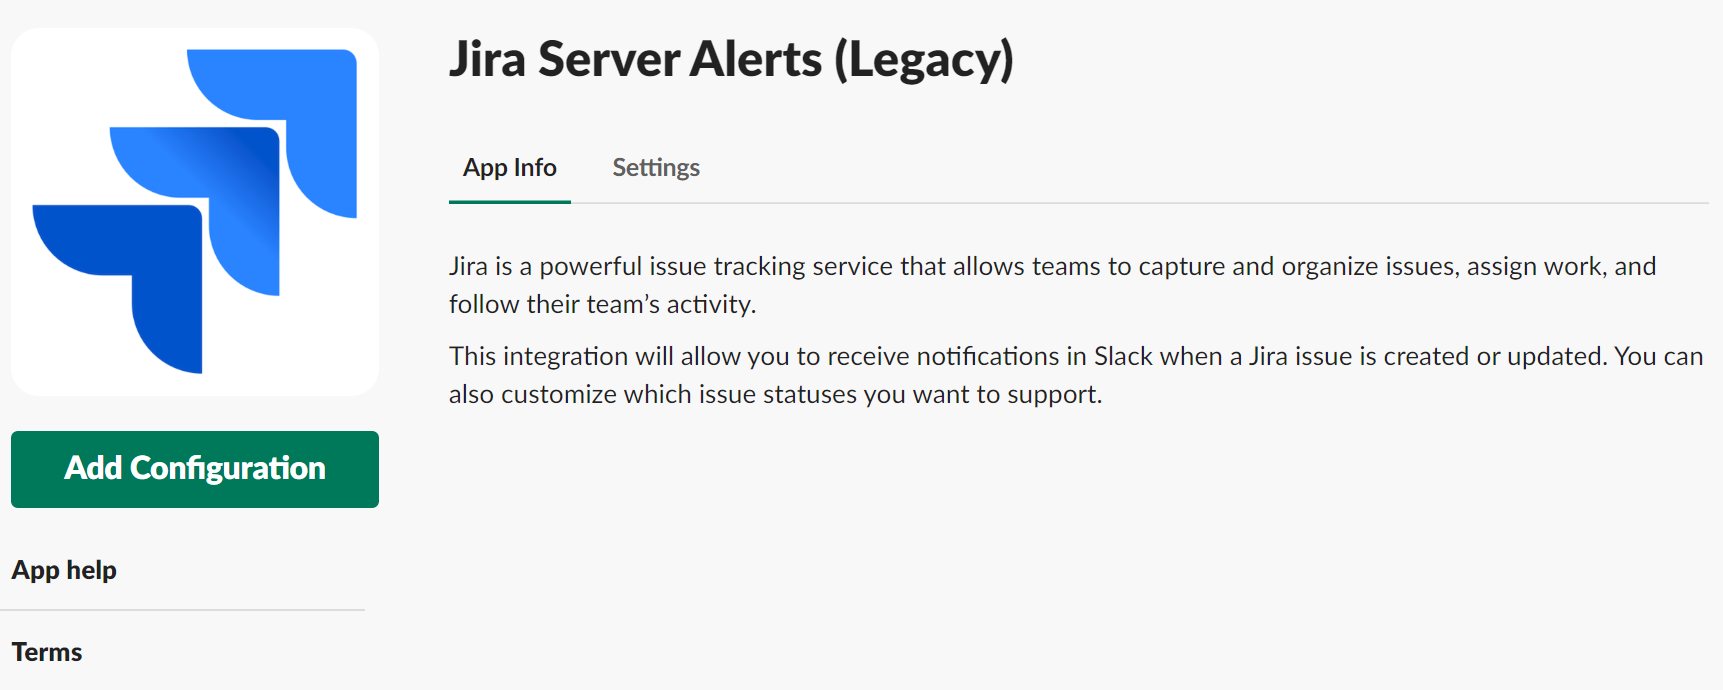 Jira Server Alerts (Legacy)
App Info
Settings
Jira is a powerful issue tracking service that allows teams to capture and organize issues, assign work, and
follow their team’s activity.
This integration will allow you to receive notifications in Slack when a Jira issue is created or updated. You can
also customize which issue statuses you want to support.
Add Configuration
App help
Terms